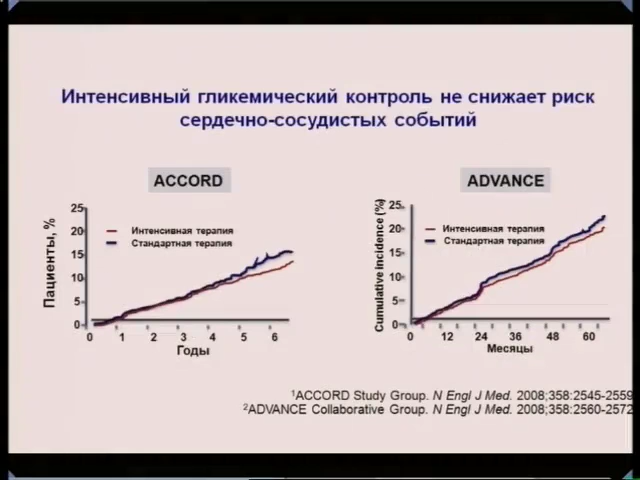 Интенсивный гликемический контроль не снижает риск
сердечно-сосудистых событий
ACCORD
Пациенты, %
25
20
15
10
5
0
Интенсивная терапия
Стандартная терапия
0 1 2 3 4 5 6
Годы
ADVANCE
Cumulative incidence (%)
25
20
15
10
5
0
Интенсивная терапия
Стандартная терапия
0 12 24 36 48 60
Месяцы
1ACCORD Study Group. N Engl J Med. 2008;358:2545-2559
2ADVANCE Collaborative Group. N Engl J Med. 2008;358:2560-2572